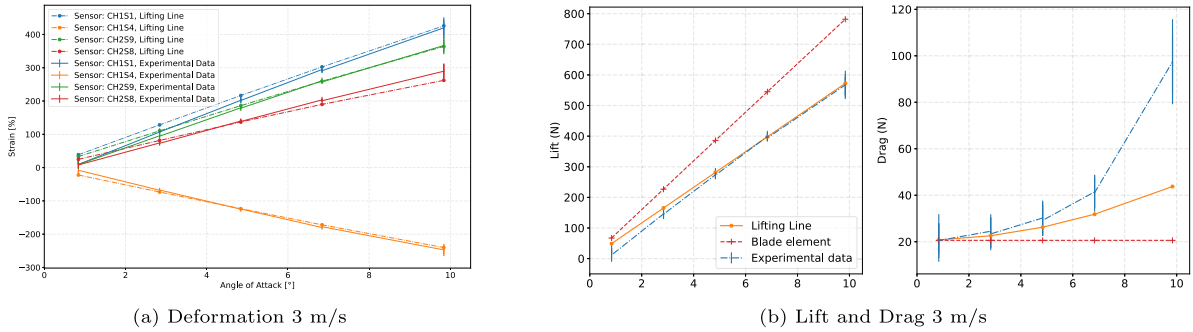 Sensor: CH1S1, Lifting Line
Sensor: CH1S4, Lifting Line
Sensor: CH2S9, Lifting Line
Sensor: CH2S8, Lifting Line
Sensor: CH1S1, Experimental Data
Sensor: CH1S4, Experimental Data
Sensor: CH2S9, Experimental Data
Sensor: CH2S8, Experimental Data
400
300
200
100
0
−100
−200
−300
Strain [%]
0 2 4 6 8 10
Angle of Attack [°]
(a) Deformation 3 m/s
800
700
600
500
400
300
200
100
0
Lift (N)
Lifting Line
Blade element
Experimental data
0 2 4 6 8 10
120
100
80
60
40
20
Drag (N)
0 2 4 6 8 10
(b) Lift and Drag 3 m/s